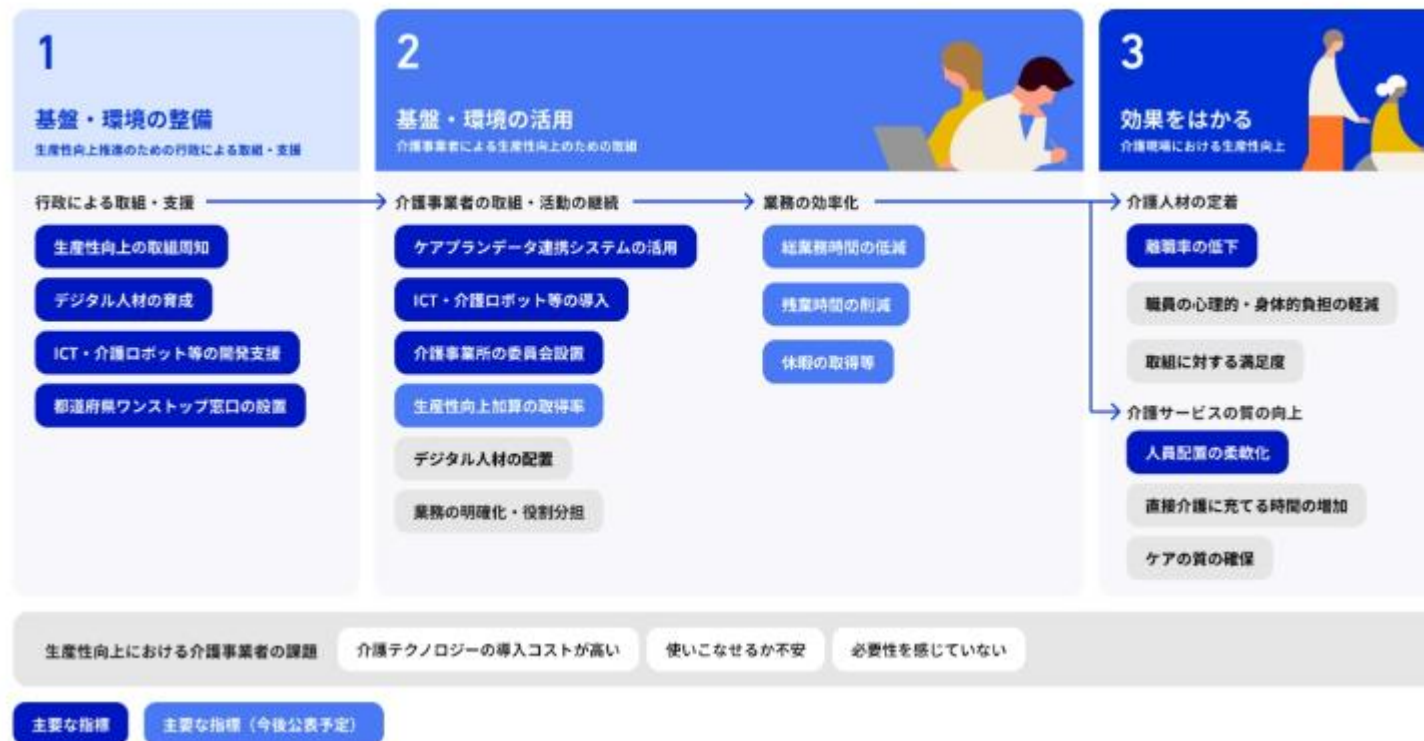 1
基盤・環境の整備
生産性向上推進のための行政による取組・支援
行政による取組・支援
生産性向上の取組周知
デジタル人材の育成
ICT・介護ロボット等の開発支援
都道府県ワンストップ窓口の設置
2
基盤・環境の活用
介護事業者による生産性向上のための取組
介護事業者の取組・活動の継続
ケアプランデータ連携システムの活用
ICT・介護ロボット等の導入
介護事業所の委員会設置
生産性向上加算の取得率
デジタル人材の配置
業務の明確化・役割分担
業務の効率化
総業務時間の低減
残業時間の削減
休暇の取得等
3
効果をはかる
介護現場における生産性向上
介護人材の定着
離職率の低下
職員の心理的・身体的負担の軽減
取組に対する満足度
介護サービスの質の向上
人員配置の柔軟化
直接介護に充てる時間の増加
ケアの質の確保
生産性向上における介護事業者の課題
介護テクノロジーの導入コストが高い
使いこなせるか不安
必要性を感じていない
主要な指標
主要な指標（今後公表予定）